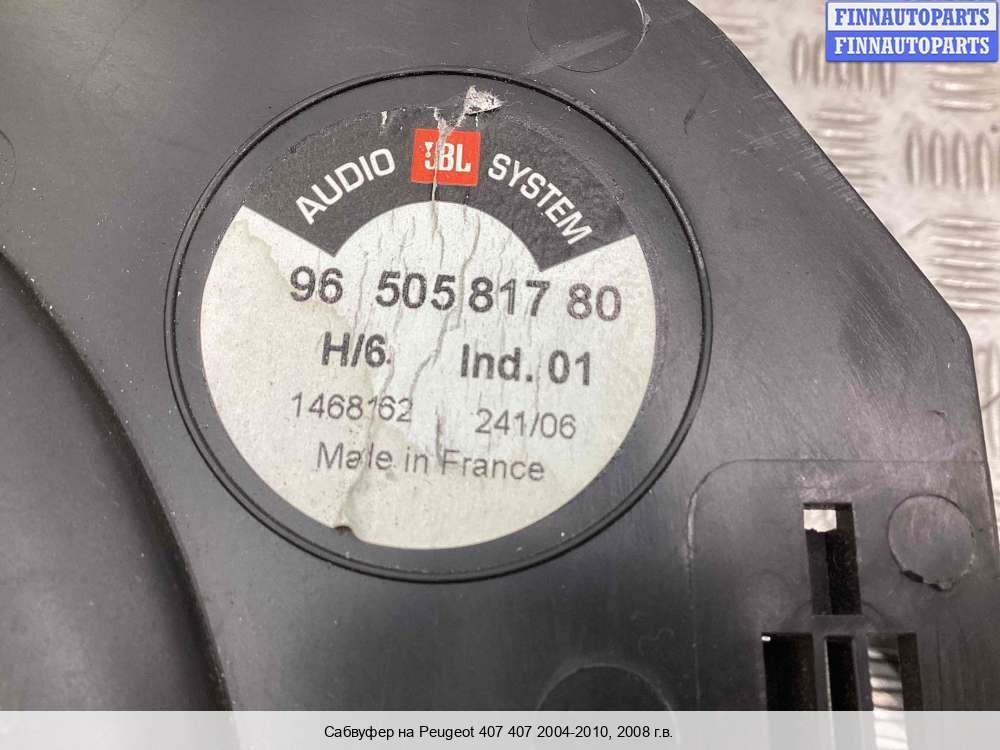 FINNAUTOPARTS
FINNAUTOPARTS
AUDIO JBL SYSTEM
96 505 817 80
H/6 Ind. 01
1468162 241/06
Made in France
Сабвуфер на Peugeot 407 407 2004-2010, 2008 г.в.